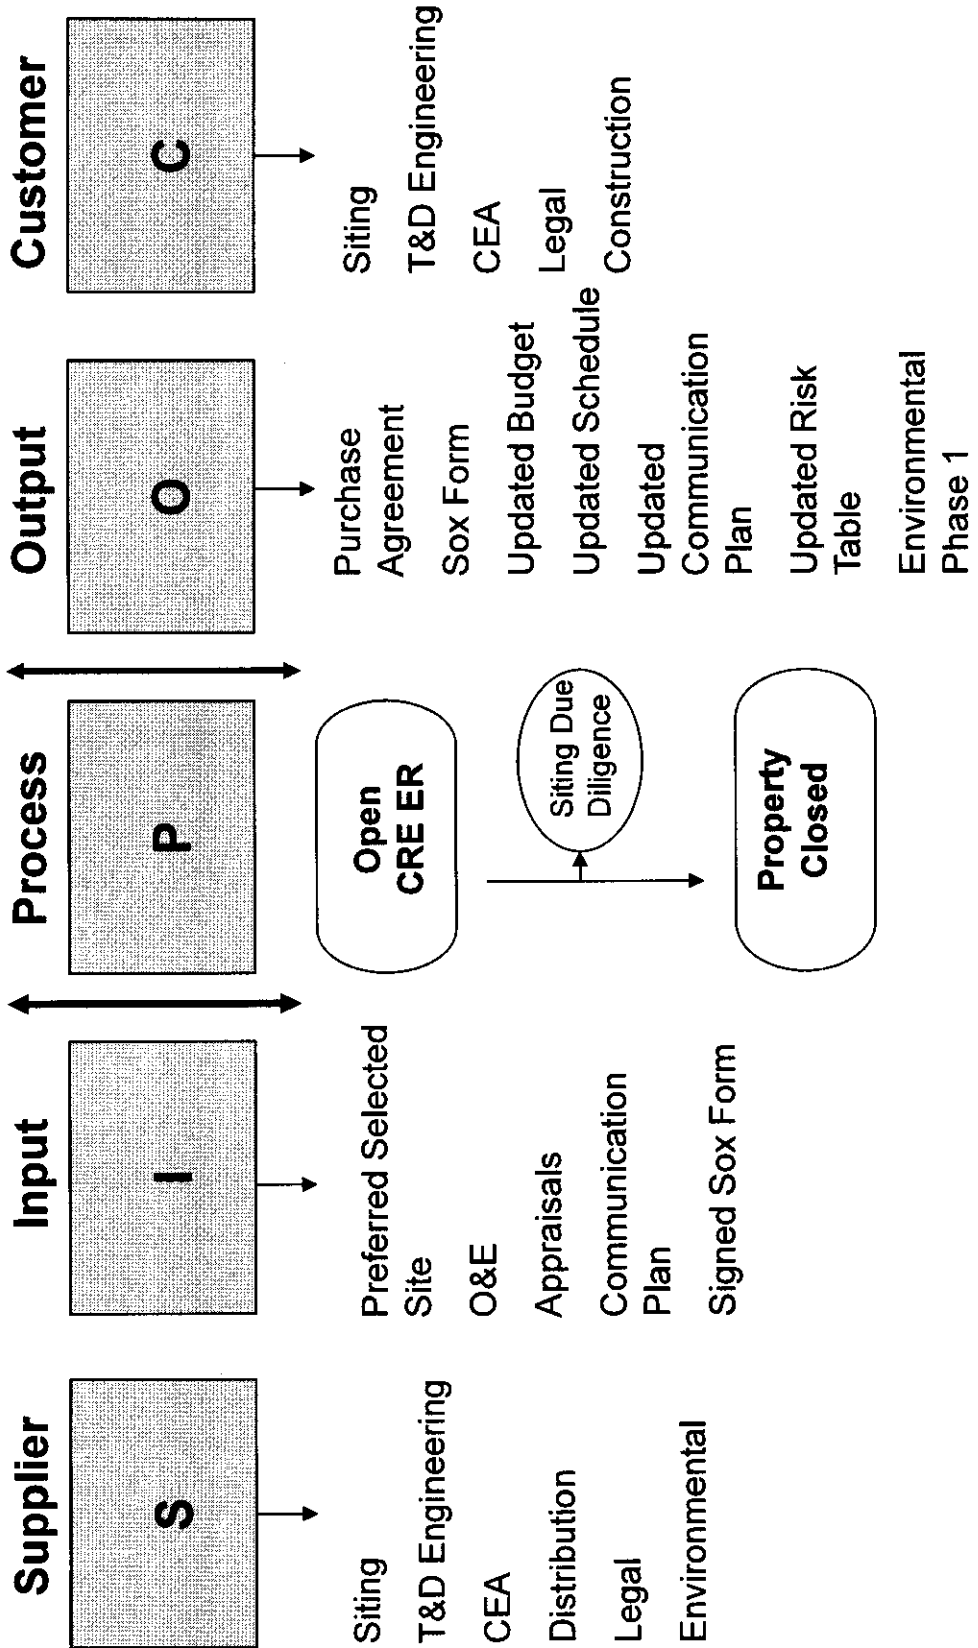 Supplier
S
Siting
T&D Engineering
CEA
Distribution
Legal
Environmental
Input
I
Preferred Selected
Site
O&E
Appraisals
Communication
Plan
Signed Sox Form
Process
P
Open
CRE ER
Siting Due
Diligence
Property
Closed
Output
O
Purchase
Agreement
Sox Form
Updated Budget
Updated Schedule
Updated
Communication
Plan
Updated Risk
Table
Environmental
Phase 1
Customer
C
Siting
T&D Engineering
CEA
Legal
Construction